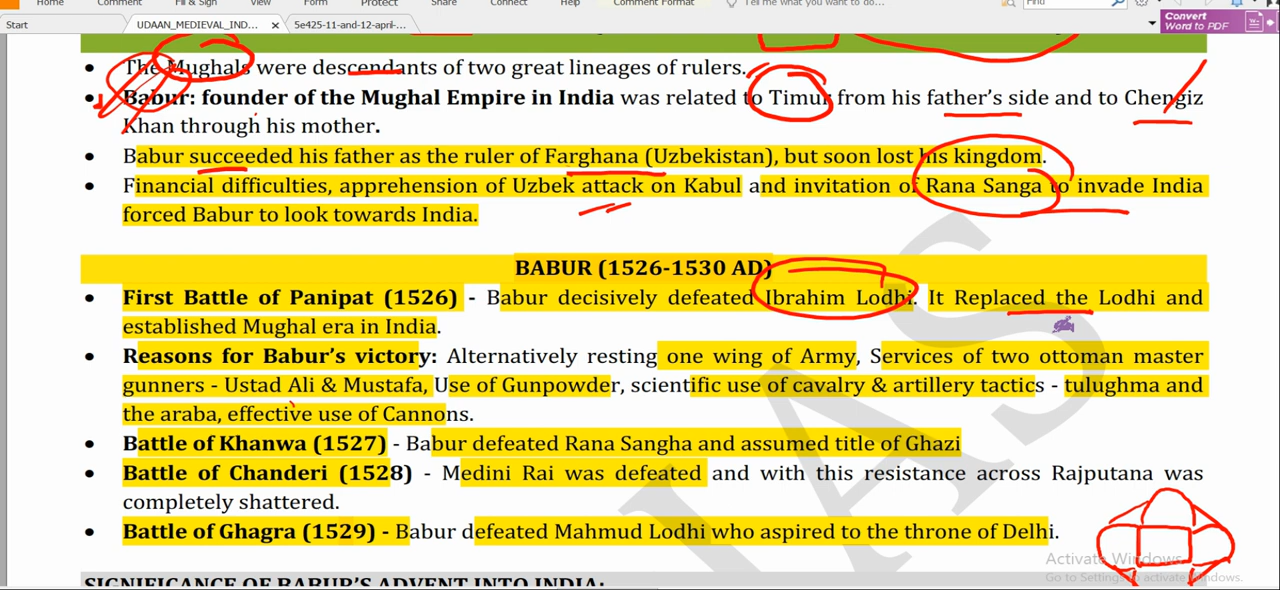 Home Comment Fill & Sign View Form Protect Share Connect Help Comment Format Tell me what you want to do... Find
Start UDAAN_MEDIEVAL_IND... × 5e425-11-and-12-april-...
Convert
Word to PDF
• The Mughals were descendants of two great lineages of rulers.
• Babur: founder of the Mughal Empire in India was related to Timur from his father's side and to Chengiz
Khan through his mother.
• Babur succeeded his father as the ruler of Farghana (Uzbekistan), but soon lost his kingdom.
• Financial difficulties, apprehension of Uzbek attack on Kabul and invitation of Rana Sanga to invade India
forced Babur to look towards India.
BABUR (1526-1530 AD)
• First Battle of Panipat (1526) - Babur decisively defeated Ibrahim Lodhi. It Replaced the Lodhi and
established Mughal era in India.
• Reasons for Babur's victory: Alternatively resting one wing of Army, Services of two ottoman master
gunners - Ustad Ali & Mustafa, Use of Gunpowder, scientific use of cavalry & artillery tactics - tulughma and
the araba, effective use of Cannons.
• Battle of Khanwa (1527) - Babur defeated Rana Sangha and assumed title of Ghazi
• Battle of Chanderi (1528) - Medini Rai was defeated and with this resistance across Rajputana was
completely shattered.
• Battle of Ghagra (1529) - Babur defeated Mahmud Lodhi who aspired to the throne of Delhi.
Activate Windows
Go to Settings to activate Windows.
SIGNIFICANCE OF BABUR'S ADVENT INTO INDIA:
IAS